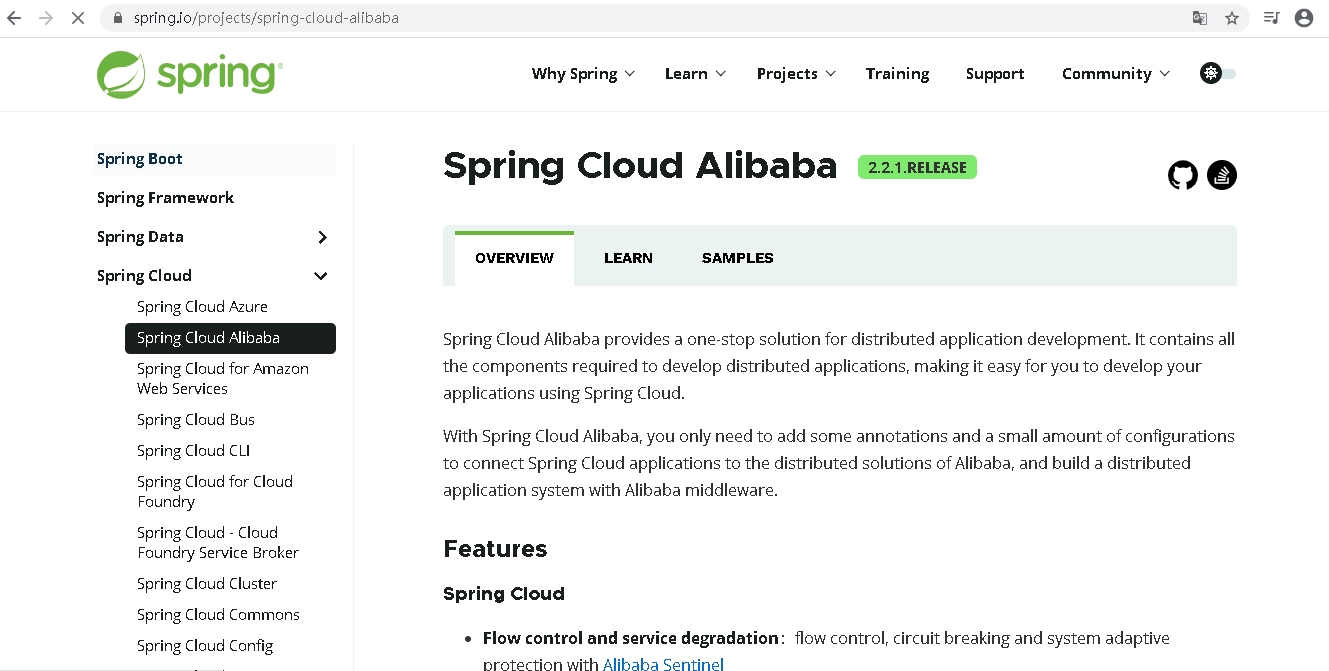 spring.io/projects/spring-cloud-alibaba
spring
Why Spring
Learn
Projects
Training
Support
Community
Spring Boot
Spring Framework
Spring Data
Spring Cloud
Spring Cloud Azure
Spring Cloud Alibaba
Spring Cloud for Amazon
Web Services
Spring Cloud Bus
Spring Cloud CLI
Spring Cloud for Cloud
Foundry
Spring Cloud - Cloud
Foundry Service Broker
Spring Cloud Cluster
Spring Cloud Commons
Spring Cloud Config
Spring Cloud Alibaba
2.2.1.RELEASE
OVERVIEW
LEARN
SAMPLES
Spring Cloud Alibaba provides a one-stop solution for distributed application development. It contains all
the components required to develop distributed applications, making it easy for you to develop your
applications using Spring Cloud.
With Spring Cloud Alibaba, you only need to add some annotations and a small amount of configurations
to connect Spring Cloud applications to the distributed solutions of Alibaba, and build a distributed
application system with Alibaba middleware.
Features
Spring Cloud
• Flow control and service degradation：flow control, circuit breaking and system adaptive
protection with Alibaba Sentinel